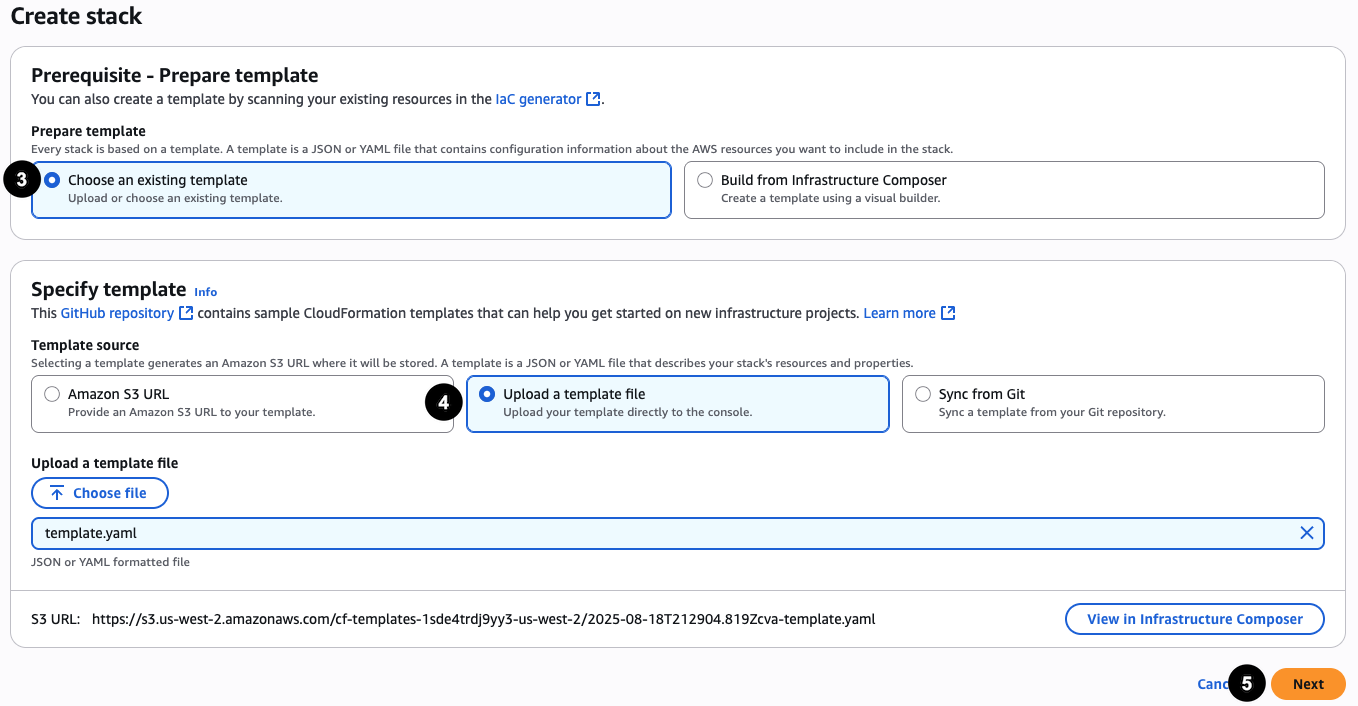 Create stack
Prerequisite - Prepare template
You can also create a template by scanning your existing resources in the IaC generator.
Prepare template
Every stack is based on a template. A template is a JSON or YAML file that contains configuration information about the AWS resources you want to include in the stack.
3
Choose an existing template
Upload or choose an existing template.
Build from Infrastructure Composer
Create a template using a visual builder.
Specify template Info
This GitHub repository contains sample CloudFormation templates that can help you get started on new infrastructure projects. Learn more
Template source
Selecting a template generates an Amazon S3 URL where it will be stored. A template is a JSON or YAML file that describes your stack's resources and properties.
Amazon S3 URL
Provide an Amazon S3 URL to your template.
4
Upload a template file
Upload your template directly to the console.
Sync from Git
Sync a template from your Git repository.
Upload a template file
Choose file
template.yaml
JSON or YAML formatted file
S3 URL: https://s3.us-west-2.amazonaws.com/cf-templates-1sde4trdj9yy3-us-west-2/2025-08-18T212904.819Zcva-template.yaml
View in Infrastructure Composer
Canc
5
Next